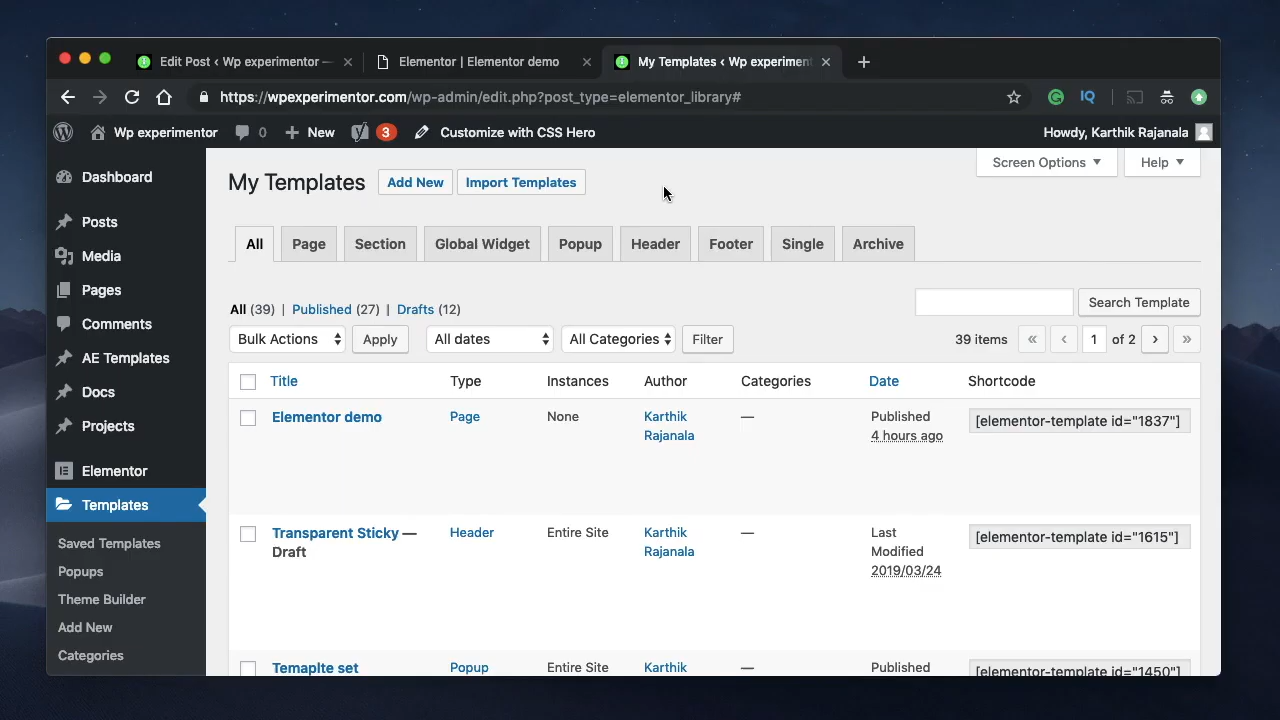 Edit Post ‹ Wp experimentor —
Elementor | Elementor demo
My Templates ‹ Wp experimen
https://wpexperimentor.com/wp-admin/edit.php?post_type=elementor_library#
Wp experimentor 0 New 3 Customize with CSS Hero Howdy, Karthik Rajanala
Dashboard
Posts
Media
Pages
Comments
AE Templates
Docs
Projects
Elementor
Templates
Saved Templates
Popups
Theme Builder
Add New
Categories
Screen Options Help
My Templates Add New Import Templates
All Page Section Global Widget Popup Header Footer Single Archive
All (39) | Published (27) | Drafts (12)
Search Template
Bulk Actions Apply All dates All Categories Filter 39 items « ‹ 1 of 2 › »
Title Type Instances Author Categories Date Shortcode
Elementor demo Page None Karthik — Published [elementor-template id="1837"]
Rajanala 4 hours ago
Transparent Sticky — Header Entire Site Karthik — Last [elementor-template id="1615"]
Draft Rajanala Modified
2019/03/24
Temaplte set Popup Entire Site Karthik — Published [elementor-template id="1450"]